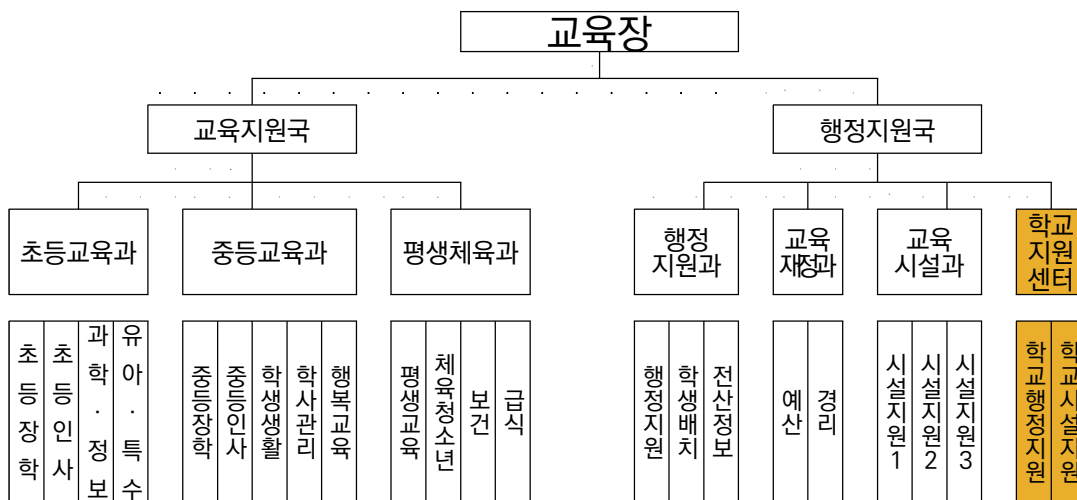 교육장
교육지원국
행정지원국
초등교육과
중등교육과
평생체육과
행정
지원과
교육
재정과
교육
시설과
학교
지원
센터
초등장학
초등인사
과학·정보
유아·특수
중등장학
중등인사
학생생활
학사관리
행복교육
평생교육
체육청소년
보건
급식
행정지원
학생배치
전산정보
예산
경리
시설지원1
시설지원2
시설지원3
학교행정지원
학교시설지원